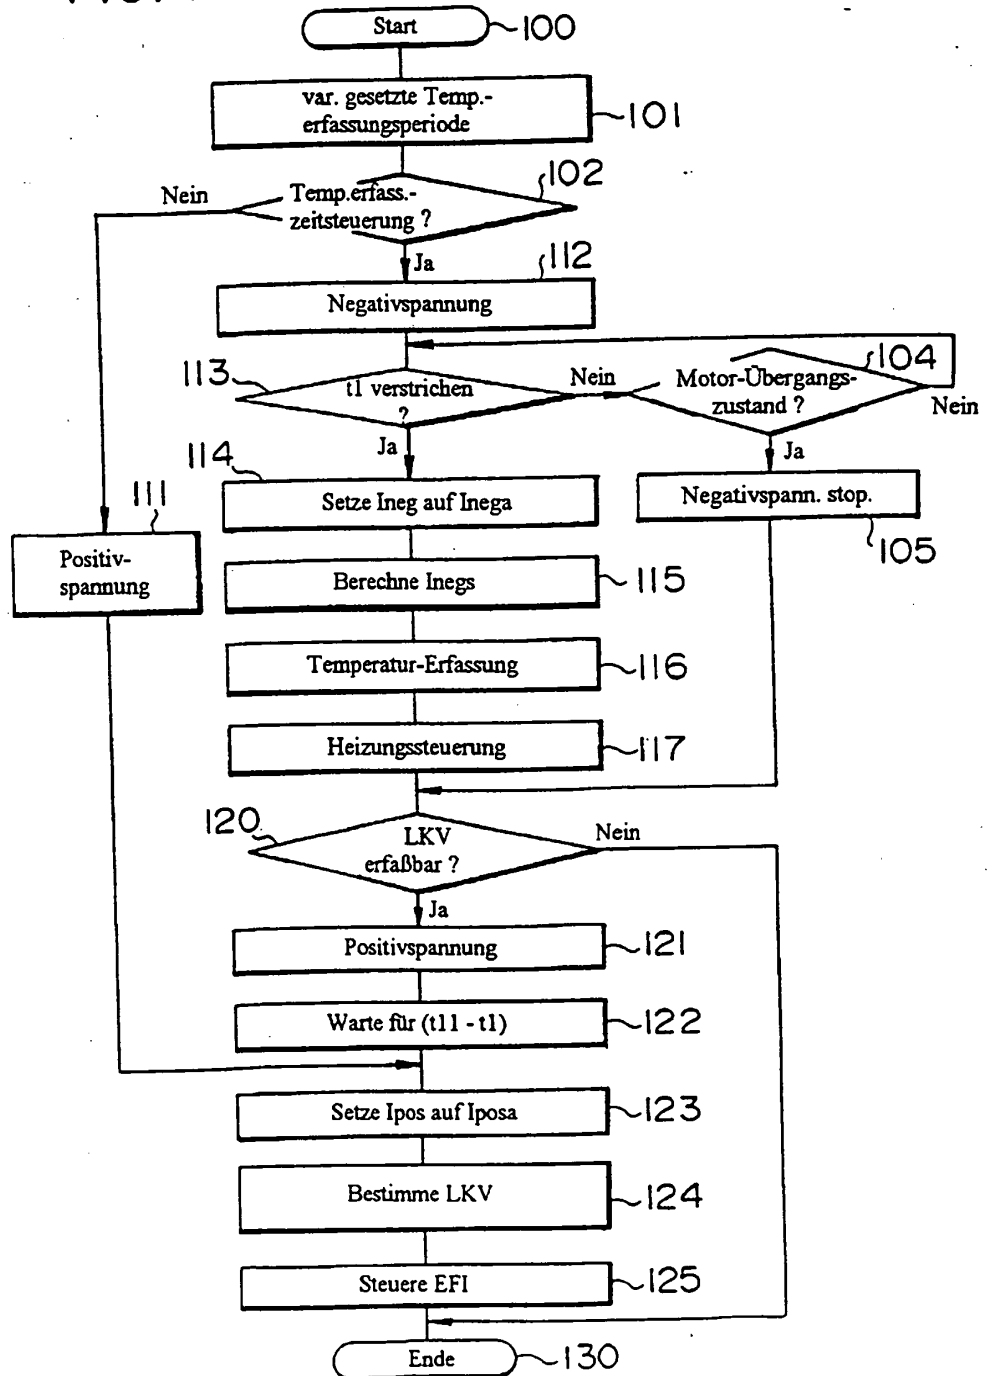 Start
100
var. gesetzte Temp.-
erfassungsperiode
101
102
Nein
Temp.erfass.-
zeitsteuerung ?
Ja
112
Negativspannung
113
t1 verstrichen
?
Nein
104
Motor-Übergangs-
zustand ?
Nein
Ja
Ja
114
Setze Ineg auf Inega
Negativspann. stop.
105
111
Positiv-
spannung
Berechne Inegs
115
Temperatur-Erfassung
116
Heizungssteuerung
117
120
LKV
erfaßbar ?
Nein
Ja
Positivspannung
121
Warte für (t11 - t1)
122
Setze Ipos auf Iposa
123
Bestimme LKV
124
Steuere EFI
125
Ende
130